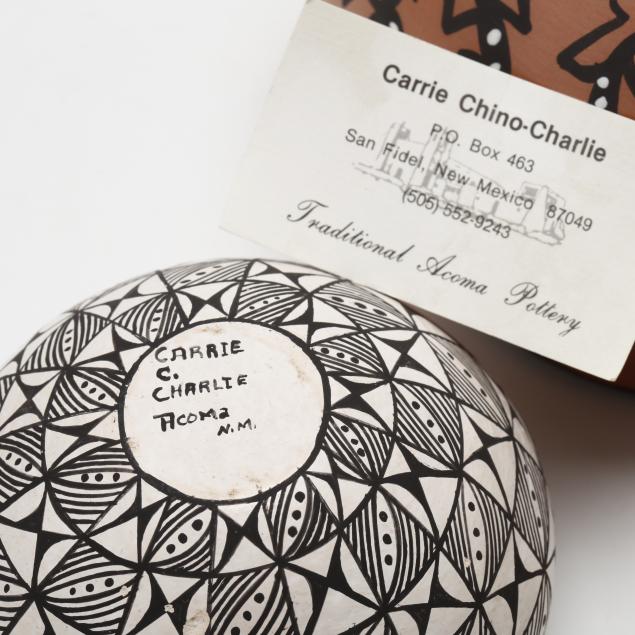 Carrie Chino-Charlie
P.O. Box 463
San Fidel, New Mexico 87049
(505) 552-9243
Traditional Acoma Pottery
CARRIE
C.
CHARLIE
ACOMA
N.M.